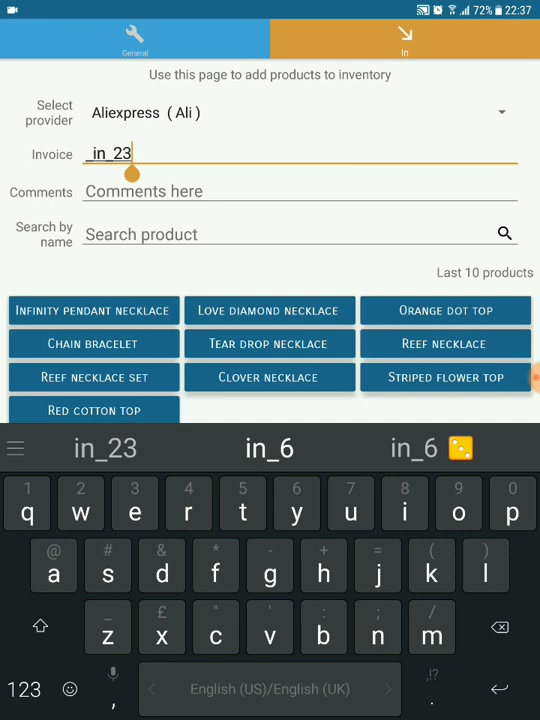 72% 22:37
General
In
Use this page to add products to inventory
Select provider
Aliexpress (Ali)
Invoice
_in_23
Comments
Comments here
Search by name
Search product
Last 10 products
INFINITY PENDANT NECKLACE
LOVE DIAMOND NECKLACE
ORANGE DOT TOP
CHAIN BRACELET
TEAR DROP NECKLACE
REEF NECKLACE
REEF NECKLACE SET
CLOVER NECKLACE
STRIPED FLOWER TOP
RED COTTON TOP
in_23
in_6
in_6
1 2 3 4 5 6 7 8 9 0
q w e r t y u i o p
@ # & * - + = ( )
a s d f g h j k l
_ £ " ' : ; /
z x c v b n m
123
,
English (US)/English (UK)
,!?
.